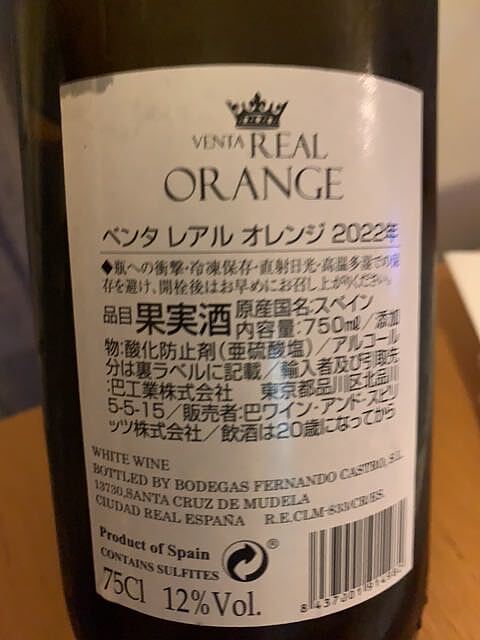 VENTA REAL
ORANGE
ベンタ レアル オレンジ 2022年
◆瓶への衝撃・冷凍保存・直射日光・高温多湿での保
存を避け、開栓後はお早めにお召し上がりください。
品目 果実酒 原産国名:スペイン
内容量:750㎖/添加
物:酸化防止剤(亜硫酸塩)/アルコール
分は裏ラベルに記載/輸入者及び引取先
:巴工業株式会社 東京都品川区北品川
5-5-15/販売者:巴ワイン・アンド・スピリ
ッツ株式会社/飲酒は20歳になってから
WHITE WINE
BOTTLED BY BODEGAS FERNANDO CASTRO, S.L.
13730,SANTA CRUZ DE MUDELA
CIUDAD REAL ESPAÑA R.E.CLM-833/CR/ES.
Product of Spain
CONTAINS SULFITES
75Cl 12%Vol.
®
8 437001 914982